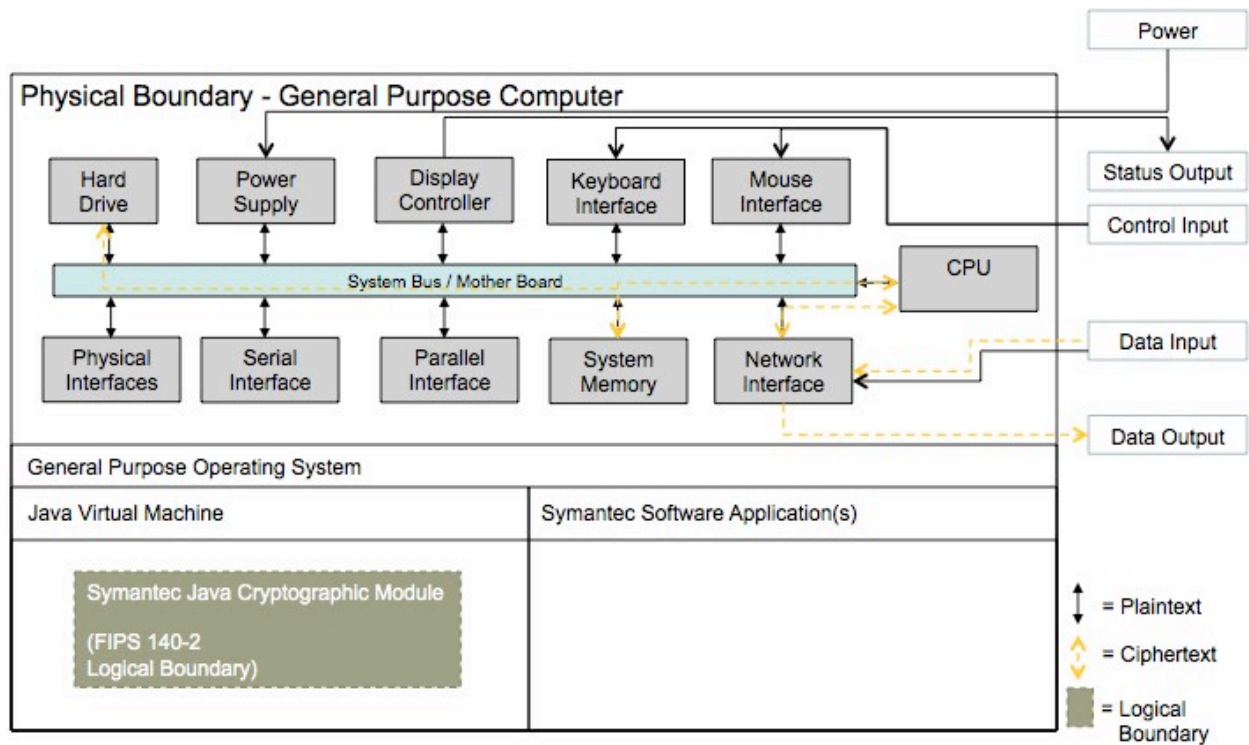 Power
Physical Boundary - General Purpose Computer
Hard
Drive
Power
Supply
Display
Controller
Keyboard
Interface
Mouse
Interface
Status Output
Control Input
System Bus / Mother Board
CPU
Physical
Interfaces
Serial
Interface
Parallel
Interface
System
Memory
Network
Interface
Data Input
Data Output
General Purpose Operating System
Java Virtual Machine
Symantec Software Application(s)
Symantec Java Cryptographic Module
(FIPS 140-2
Logical Boundary)
= Plaintext
= Ciphertext
= Logical
Boundary